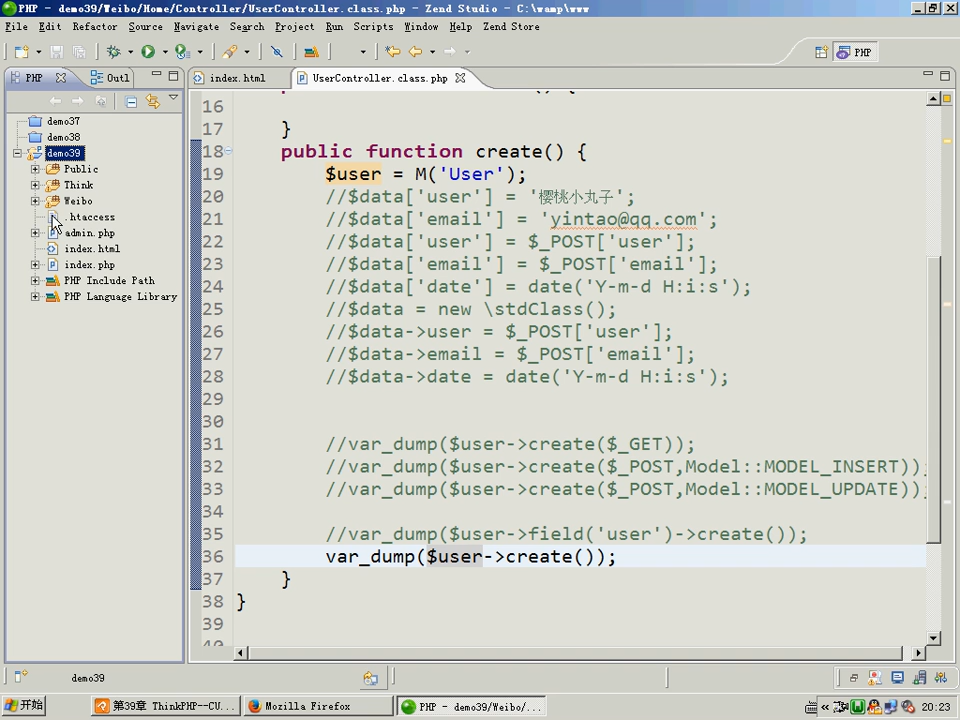 PHP - demo39/Weibo/Home/Controller/UserController.class.php - Zend Studio - C:\wamp\www
File Edit Refactor Source Navigate Search Project Run Scripts Window Help Zend Store
PHP
PHP Outl index.html UserController.class.php
demo37
demo38
demo39
Public
Think
Weibo
.htaccess
admin.php
index.html
index.php
PHP Include Path
PHP Language Library
16
17 }
18 public function create() {
19 $user = M('User');
20 //$data['user'] = '樱桃小丸子';
21 //$data['email'] = 'yintao@qq.com';
22 //$data['user'] = $_POST['user'];
23 //$data['email'] = $_POST['email'];
24 //$data['date'] = date('Y-m-d H:i:s');
25 //$data = new \stdClass();
26 //$data->user = $_POST['user'];
27 //$data->email = $_POST['email'];
28 //$data->date = date('Y-m-d H:i:s');
29
30
31 //var_dump($user->create($_GET));
32 //var_dump($user->create($_POST,Model::MODEL_INSERT));
33 //var_dump($user->create($_POST,Model::MODEL_UPDATE));
34
35 //var_dump($user->field('user')->create());
36 var_dump($user->create());
37 }
38 }
39
demo39
开始 第39章 ThinkPHP--CU... Mozilla Firefox PHP - demo39/Weibo/... 20:23